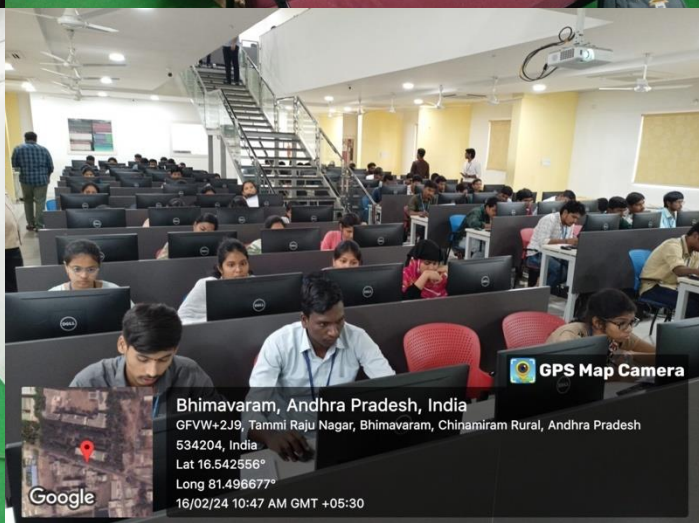 GPS Map Camera
DELL
DELL
DELL
DELL
Bhimavaram, Andhra Pradesh, India
GFVW+2J9, Tammi Raju Nagar, Bhimavaram, Chinamiram Rural, Andhra Pradesh
534204, India
Lat 16.542556°
Long 81.496677°
16/02/24 10:47 AM GMT +05:30
Google